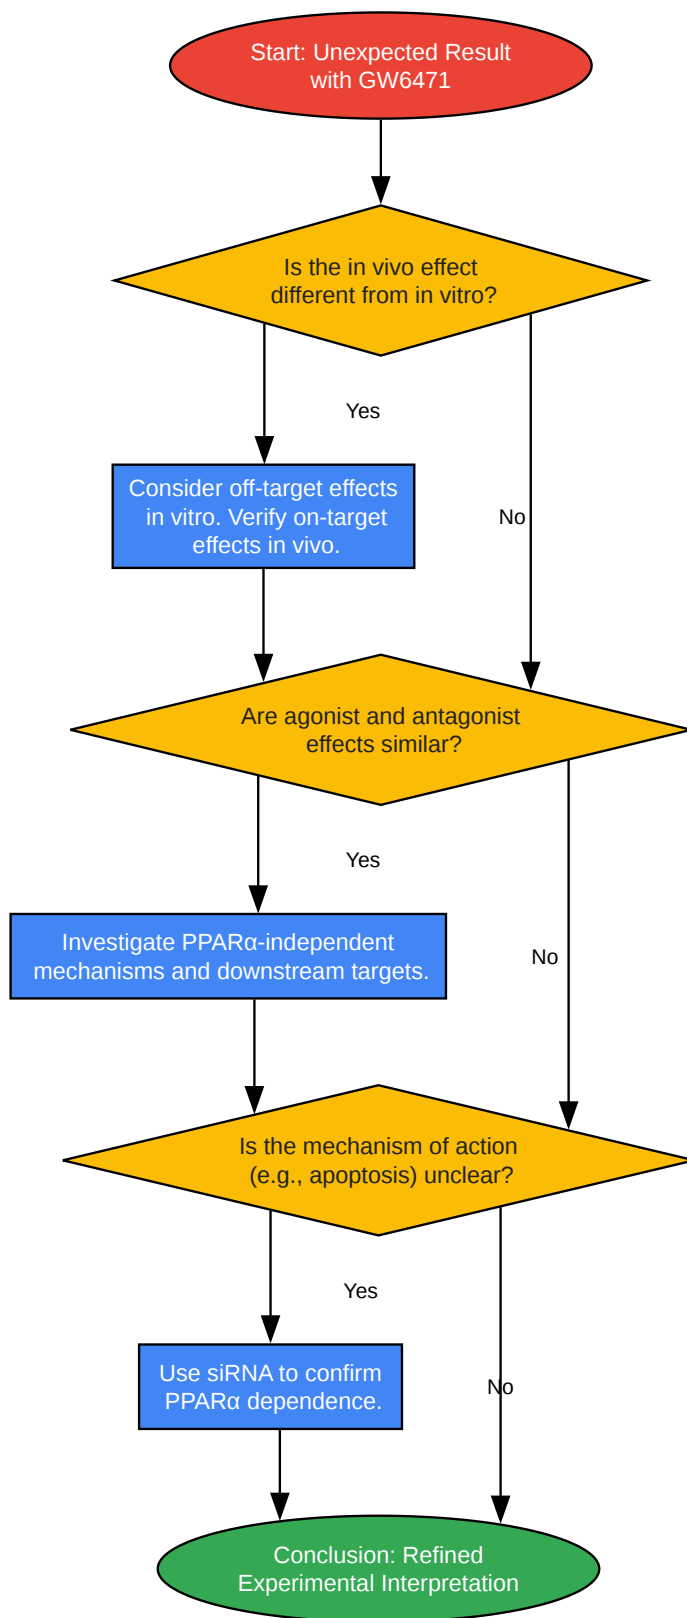 Start: Unexpected Result
with GW6471
Is the in vivo effect
different from in vitro?
Yes
Consider off-target effects
in vitro. Verify on-target
effects in vivo.
No
Are agonist and antagonist
effects similar?
Yes
Investigate PPARα-independent
mechanisms and downstream targets.
No
Is the mechanism of action
(e.g., apoptosis) unclear?
Yes
Use siRNA to confirm
PPARα dependence.
No
Conclusion: Refined
Experimental Interpretation